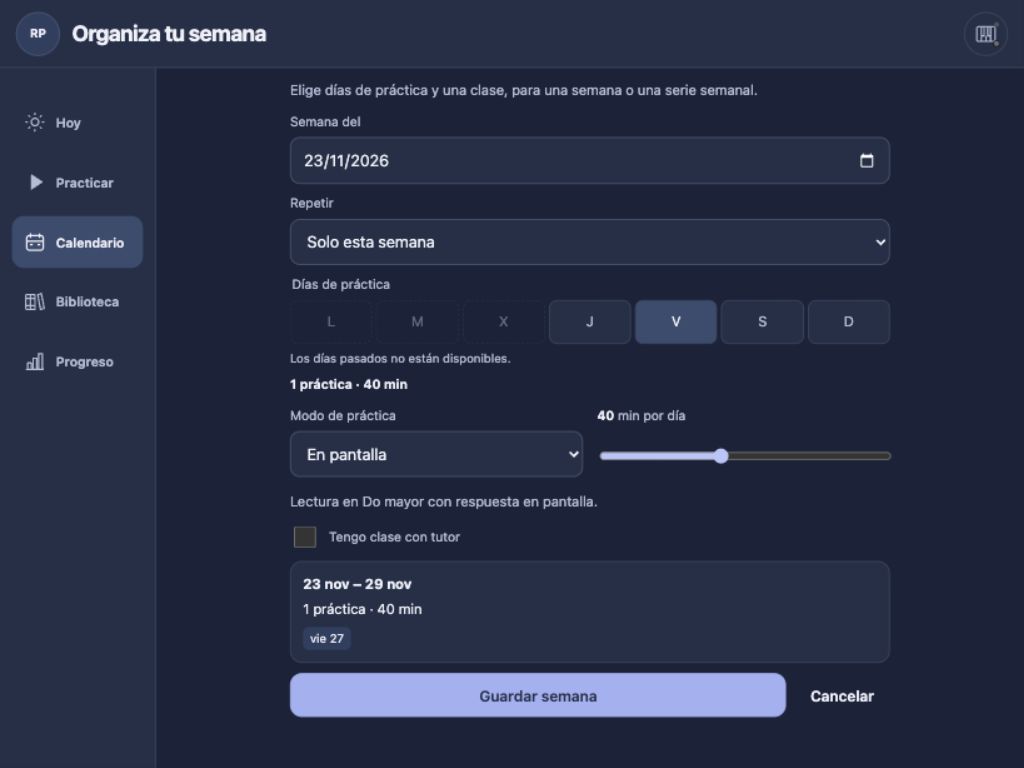 RP
Organiza tu semana
Hoy
Practicar
Calendario
Biblioteca
Progreso
Elige días de práctica y una clase, para una semana o una serie semanal.
Semana del
23/11/2026
Repetir
Solo esta semana
Días de práctica
L M X J V S D
Los días pasados no están disponibles.
1 práctica · 40 min
Modo de práctica
40 min por día
En pantalla
Lectura en Do mayor con respuesta en pantalla.
Tengo clase con tutor
23 nov – 29 nov
1 práctica · 40 min
vie 27
Guardar semana
Cancelar